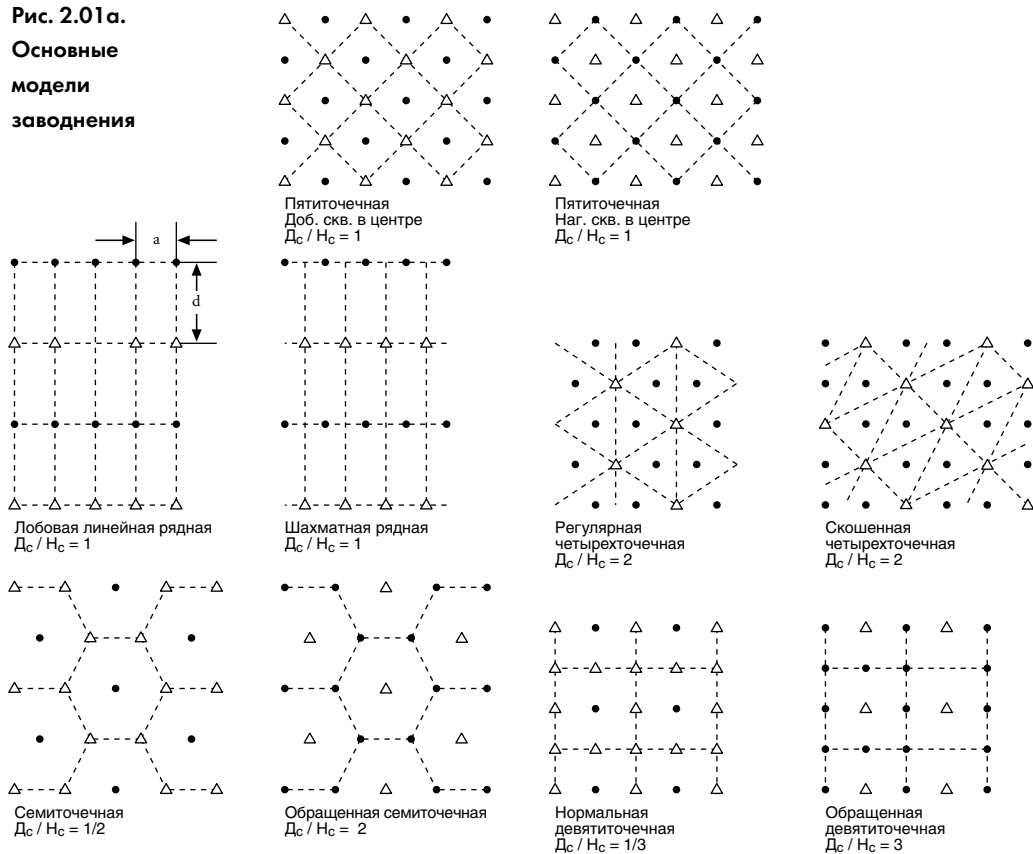 Рис. 2.01а.
Основные
модели
заводнения
Пятиточечная
Доб. скв. в центре
Дс / Нс = 1
Пятиточечная
Наг. скв. в центре
Дс / Нс = 1
a
d
Лобовая линейная рядная
Дс / Нс = 1
Шахматная рядная
Дс / Нс = 1
Регулярная
четырехточечная
Дс / Нс = 2
Скошенная
четырехточечная
Дс / Нс = 2
Семиточечная
Дс / Нс = 1/2
Обращенная семиточечная
Дс / Нс = 2
Нормальная
девятиточечная
Дс / Нс = 1/3
Обращенная
девятиточечная
Дс / Нс = 3